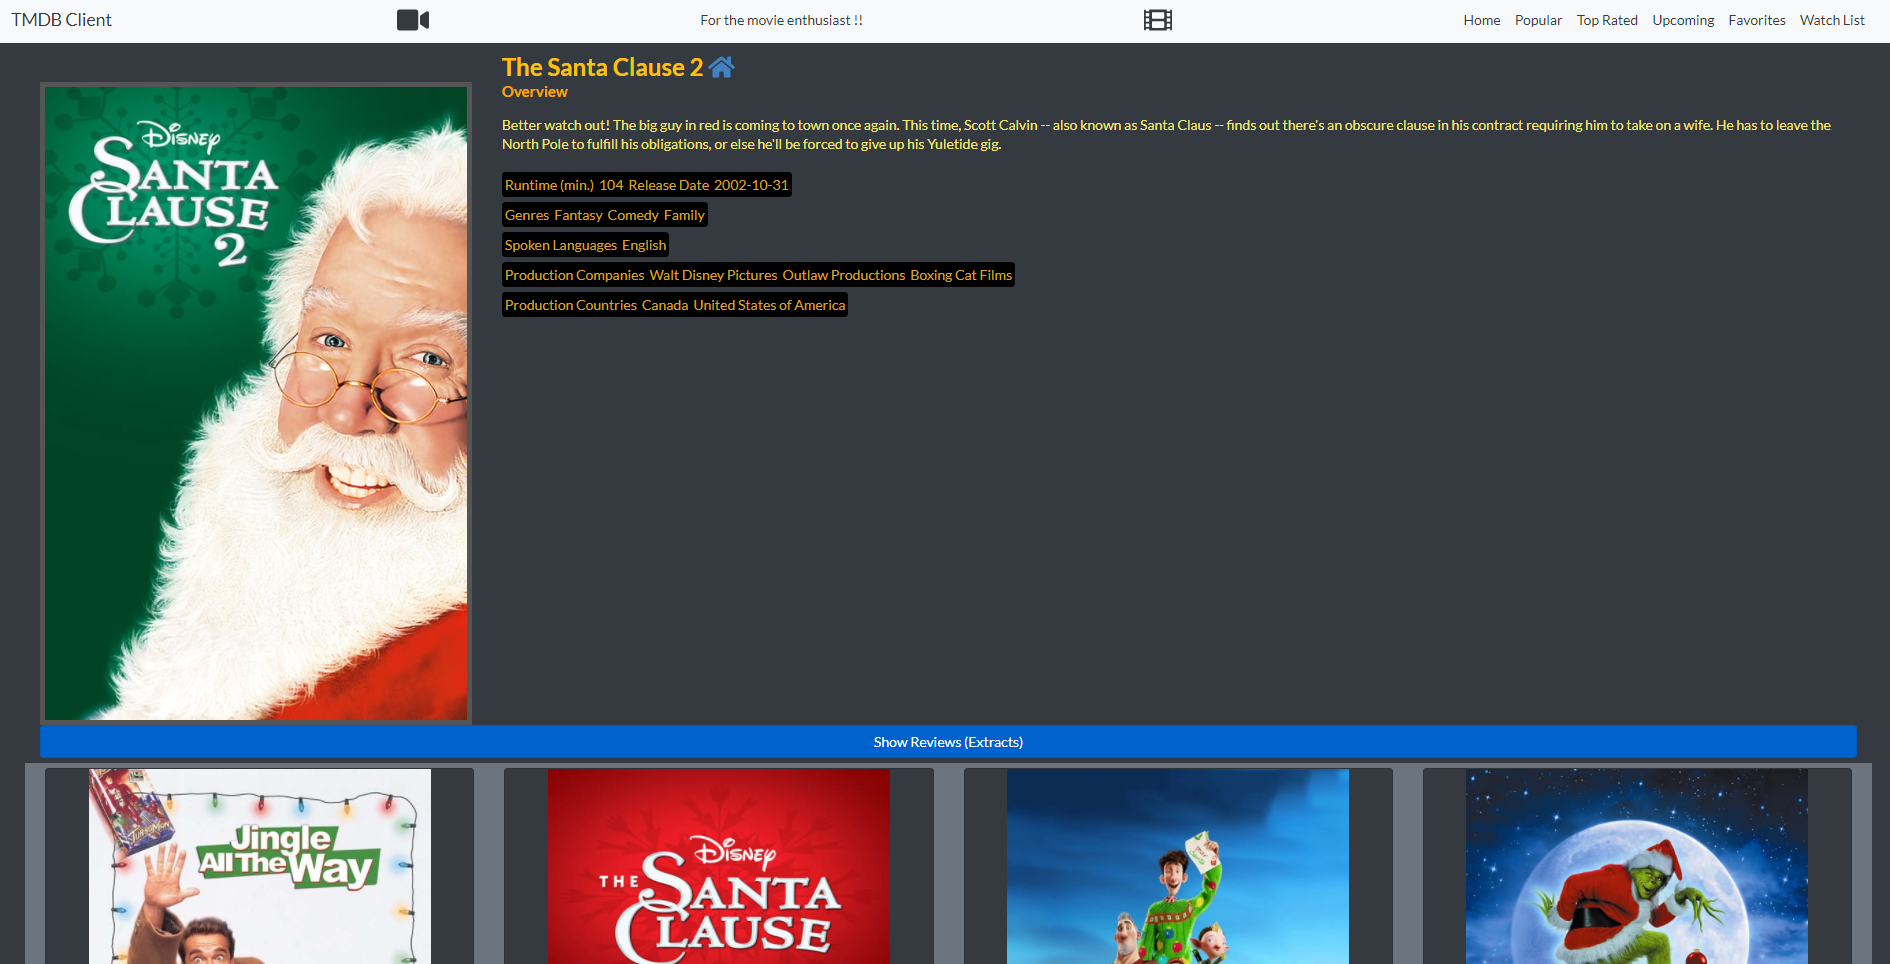 TMDB Client
For the movie enthusiast !!
Home Popular Top Rated Upcoming Favorites Watch List
The Santa Clause 2
Overview
Better watch out! The big guy in red is coming to town once again. This time, Scott Calvin -- also known as Santa Claus -- finds out there's an obscure clause in his contract requiring him to take on a wife. He has to leave the
North Pole to fulfill his obligations, or else he'll be forced to give up his Yuletide gig.
Runtime (min.) 104 Release Date 2002-10-31
Genres Fantasy Comedy Family
Spoken Languages English
Production Companies Walt Disney Pictures Outlaw Productions Boxing Cat Films
Production Countries Canada United States of America
Disney
SANTA
CLAUSE
2
Show Reviews (Extracts)
TURBOMAN
Jingle
All The Way
Disney
THE SANTA
CLAUSE